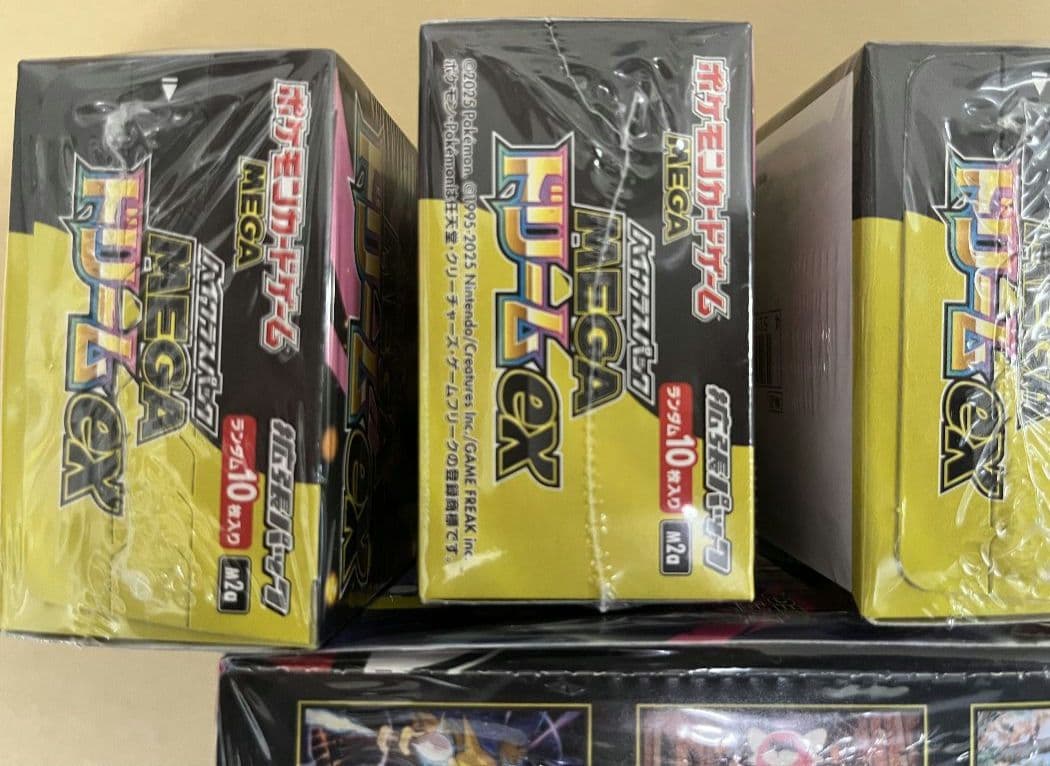 ポケモンカードゲーム
MEGA
ハイクラスパック
MEGA
ドリームex
拡張パック
ランダム10枚入り
M2a
ポケモンカードゲーム
MEGA
ハイクラスパック
MEGA
ドリームex
拡張パック
ランダム10枚入り
M2a
©2025 Pokémon. ©1995-2025 Nintendo/Creatures Inc./GAME FREAK inc.
ポケモン・Pokémonは任天堂・クリーチャーズ・ゲームフリークの登録商標です。
MEGA
ドリームex